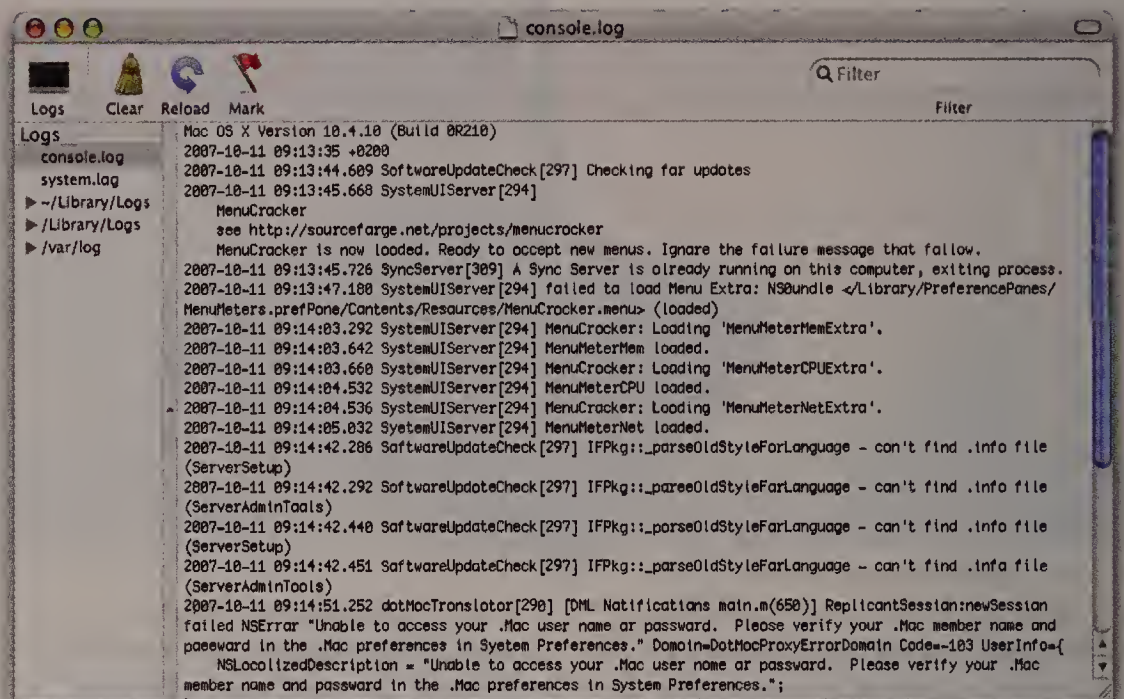 console.log
Filter
Logs Clear Reload Mark Filter
Logs
console.log
system.log
~/Library/Logs
/Library/Logs
/var/log
Mac OS X Version 10.4.10 (Build 8R218)
2007-10-11 09:13:35 +0200
2007-10-11 09:13:44.609 SoftwareUpdateCheck[297] Checking for updates
2007-10-11 09:13:45.668 SystemUIServer[294]
MenuCracker
see http://sourceforge.net/projects/menucracker
MenuCracker is now loaded. Ready to accept new menus. Ignore the failure message that follow.
2007-10-11 09:13:45.726 SyncServer[309] A Sync Server is already running on this computer, exiting process.
2007-10-11 09:13:47.180 SystemUIServer[294] failed to load Menu Extra: NSBundle </Library/PreferencePanes/
MenuMeters.prefPane/Contents/Resources/MenuCracker.menu> (loaded)
2007-10-11 09:14:03.292 SystemUIServer[294] MenuCracker: Loading 'MenuMeterMemExtra'.
2007-10-11 09:14:03.642 SystemUIServer[294] MenuMeterMem loaded.
2007-10-11 09:14:03.660 SystemUIServer[294] MenuCracker: Loading 'MenuMeterCPUExtra'.
2007-10-11 09:14:04.532 SystemUIServer[294] MenuMeterCPU loaded.
2007-10-11 09:14:04.536 SystemUIServer[294] MenuCracker: Loading 'MenuMeterNetExtra'.
2007-10-11 09:14:05.032 SystemUIServer[294] MenuMeterNet loaded.
2007-10-11 09:14:42.286 SoftwareUpdateCheck[297] IFPkg::_parseOldStyleForLanguage - can't find .info file
(ServerSetup)
2007-10-11 09:14:42.292 SoftwareUpdateCheck[297] IFPkg::_parseOldStyleForLanguage - can't find .info file
(ServerAdminTools)
2007-10-11 09:14:42.440 SoftwareUpdateCheck[297] IFPkg::_parseOldStyleForLanguage - can't find .info file
(ServerSetup)
2007-10-11 09:14:42.451 SoftwareUpdateCheck[297] IFPkg::_parseOldStyleForLanguage - can't find .info file
(ServerAdminTools)
2007-10-11 09:14:51.252 dotMacTranslator[290] [DML Notifications main.m(650)] ReplicantSession:newSession
failed NSError "Unable to access your .Mac user name or password.  Please verify your .Mac member name and
password in the .Mac preferences in System Preferences." Domain=DotMacProxyErrorDomain Code=-103 UserInfo={
NSLocalizedDescription = "Unable to access your .Mac user name or password.  Please verify your .Mac
member name and password in the .Mac preferences in System Preferences.";